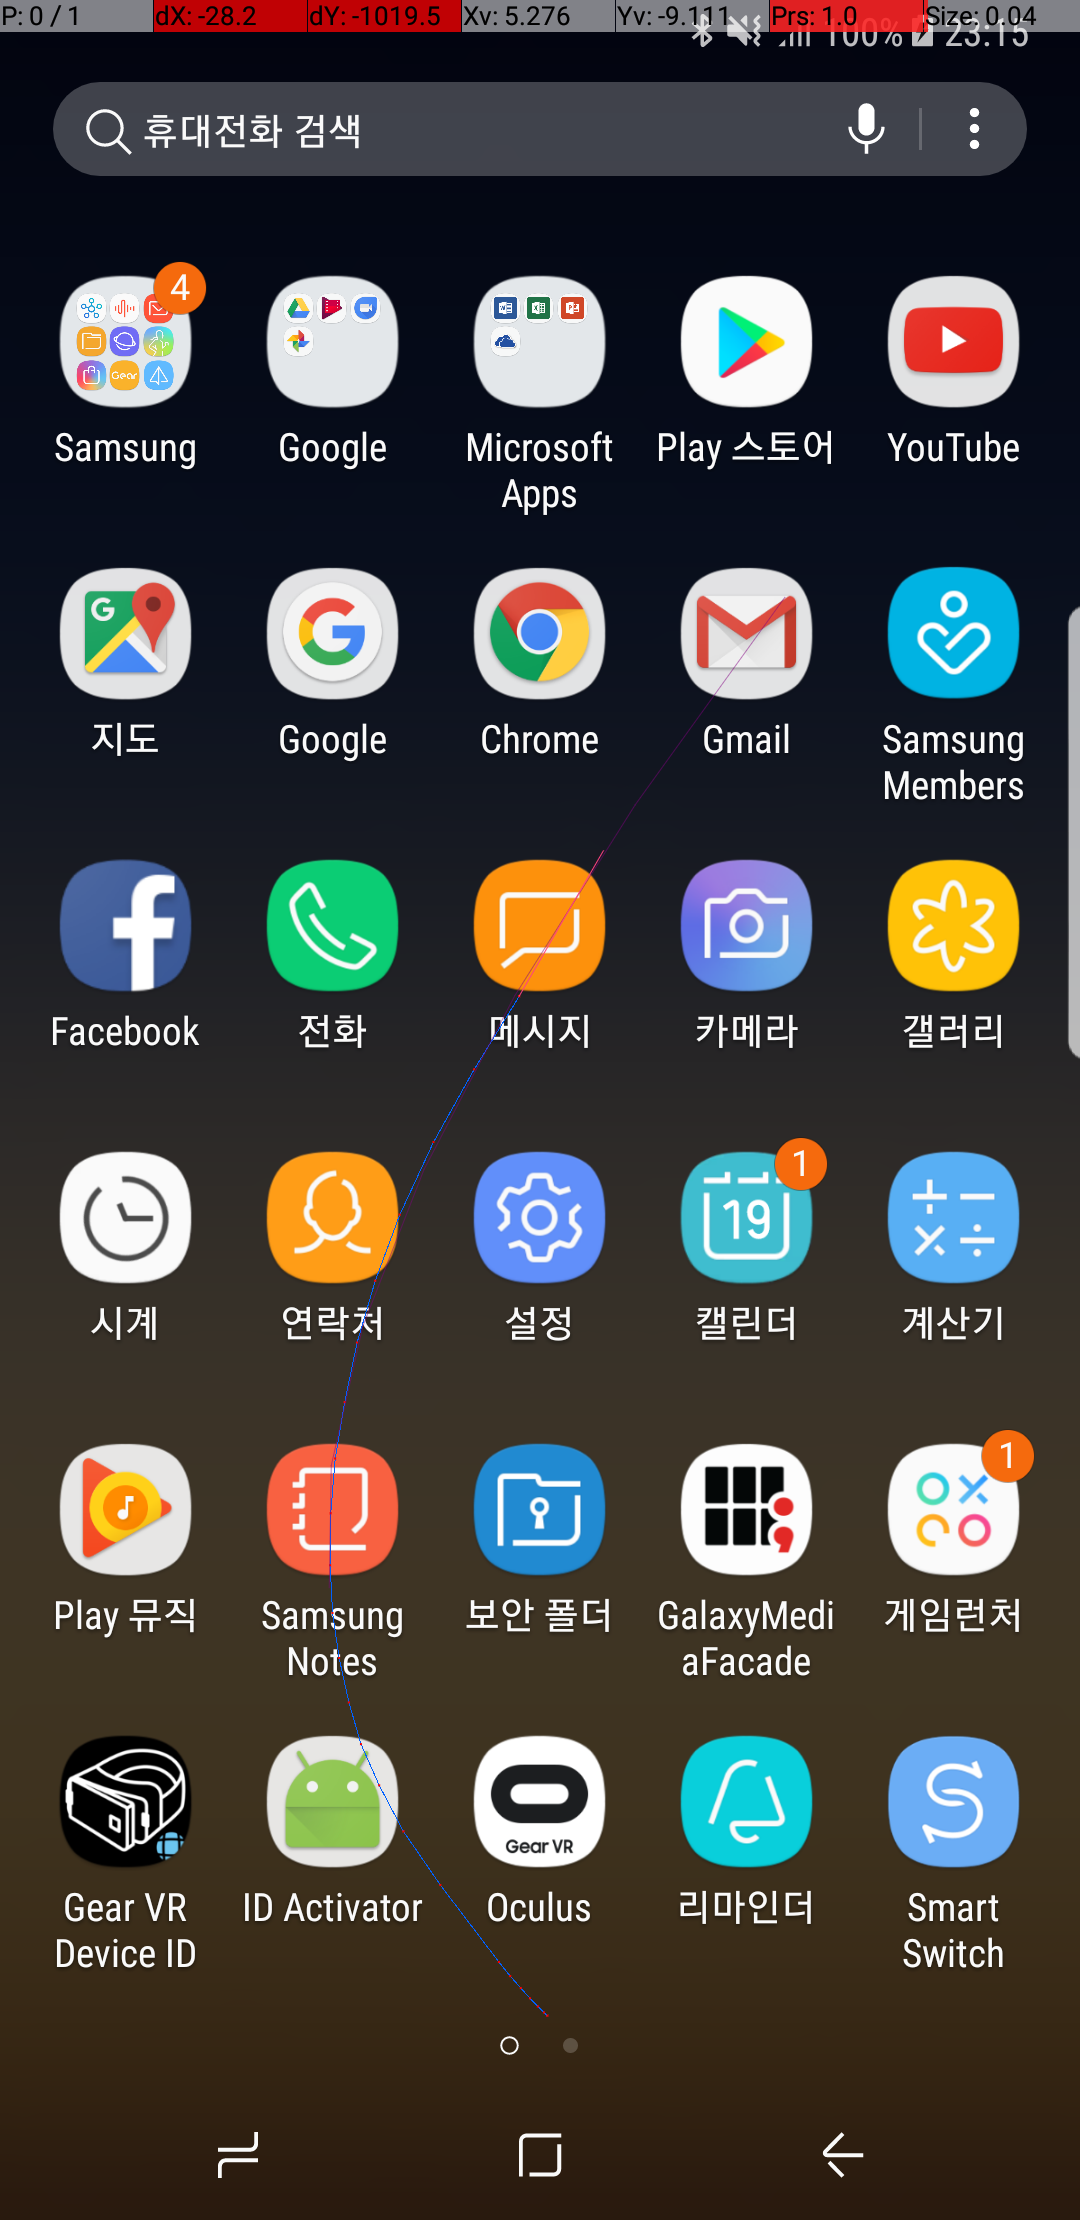 P: 0 / 1 dX: -28.2 dY: -1019.5 Xv: 5.276 Yv: -9.111 Prs: 1.0 Size: 0.04
100% 23:15
휴대전화 검색
4
Gear
Samsung Google Microsoft Apps Play 스토어 YouTube
G
지도 Google Chrome Gmail Samsung Members
Facebook 전화 메시지 카메라 갤러리
1
19
시계 연락처 설정 캘린더 계산기
1
Play 뮤직 Samsung Notes 보안 폴더 GalaxyMediaFacade 게임런처
Gear VR
Gear VR Device ID ID Activator Oculus 리마인더 Smart Switch